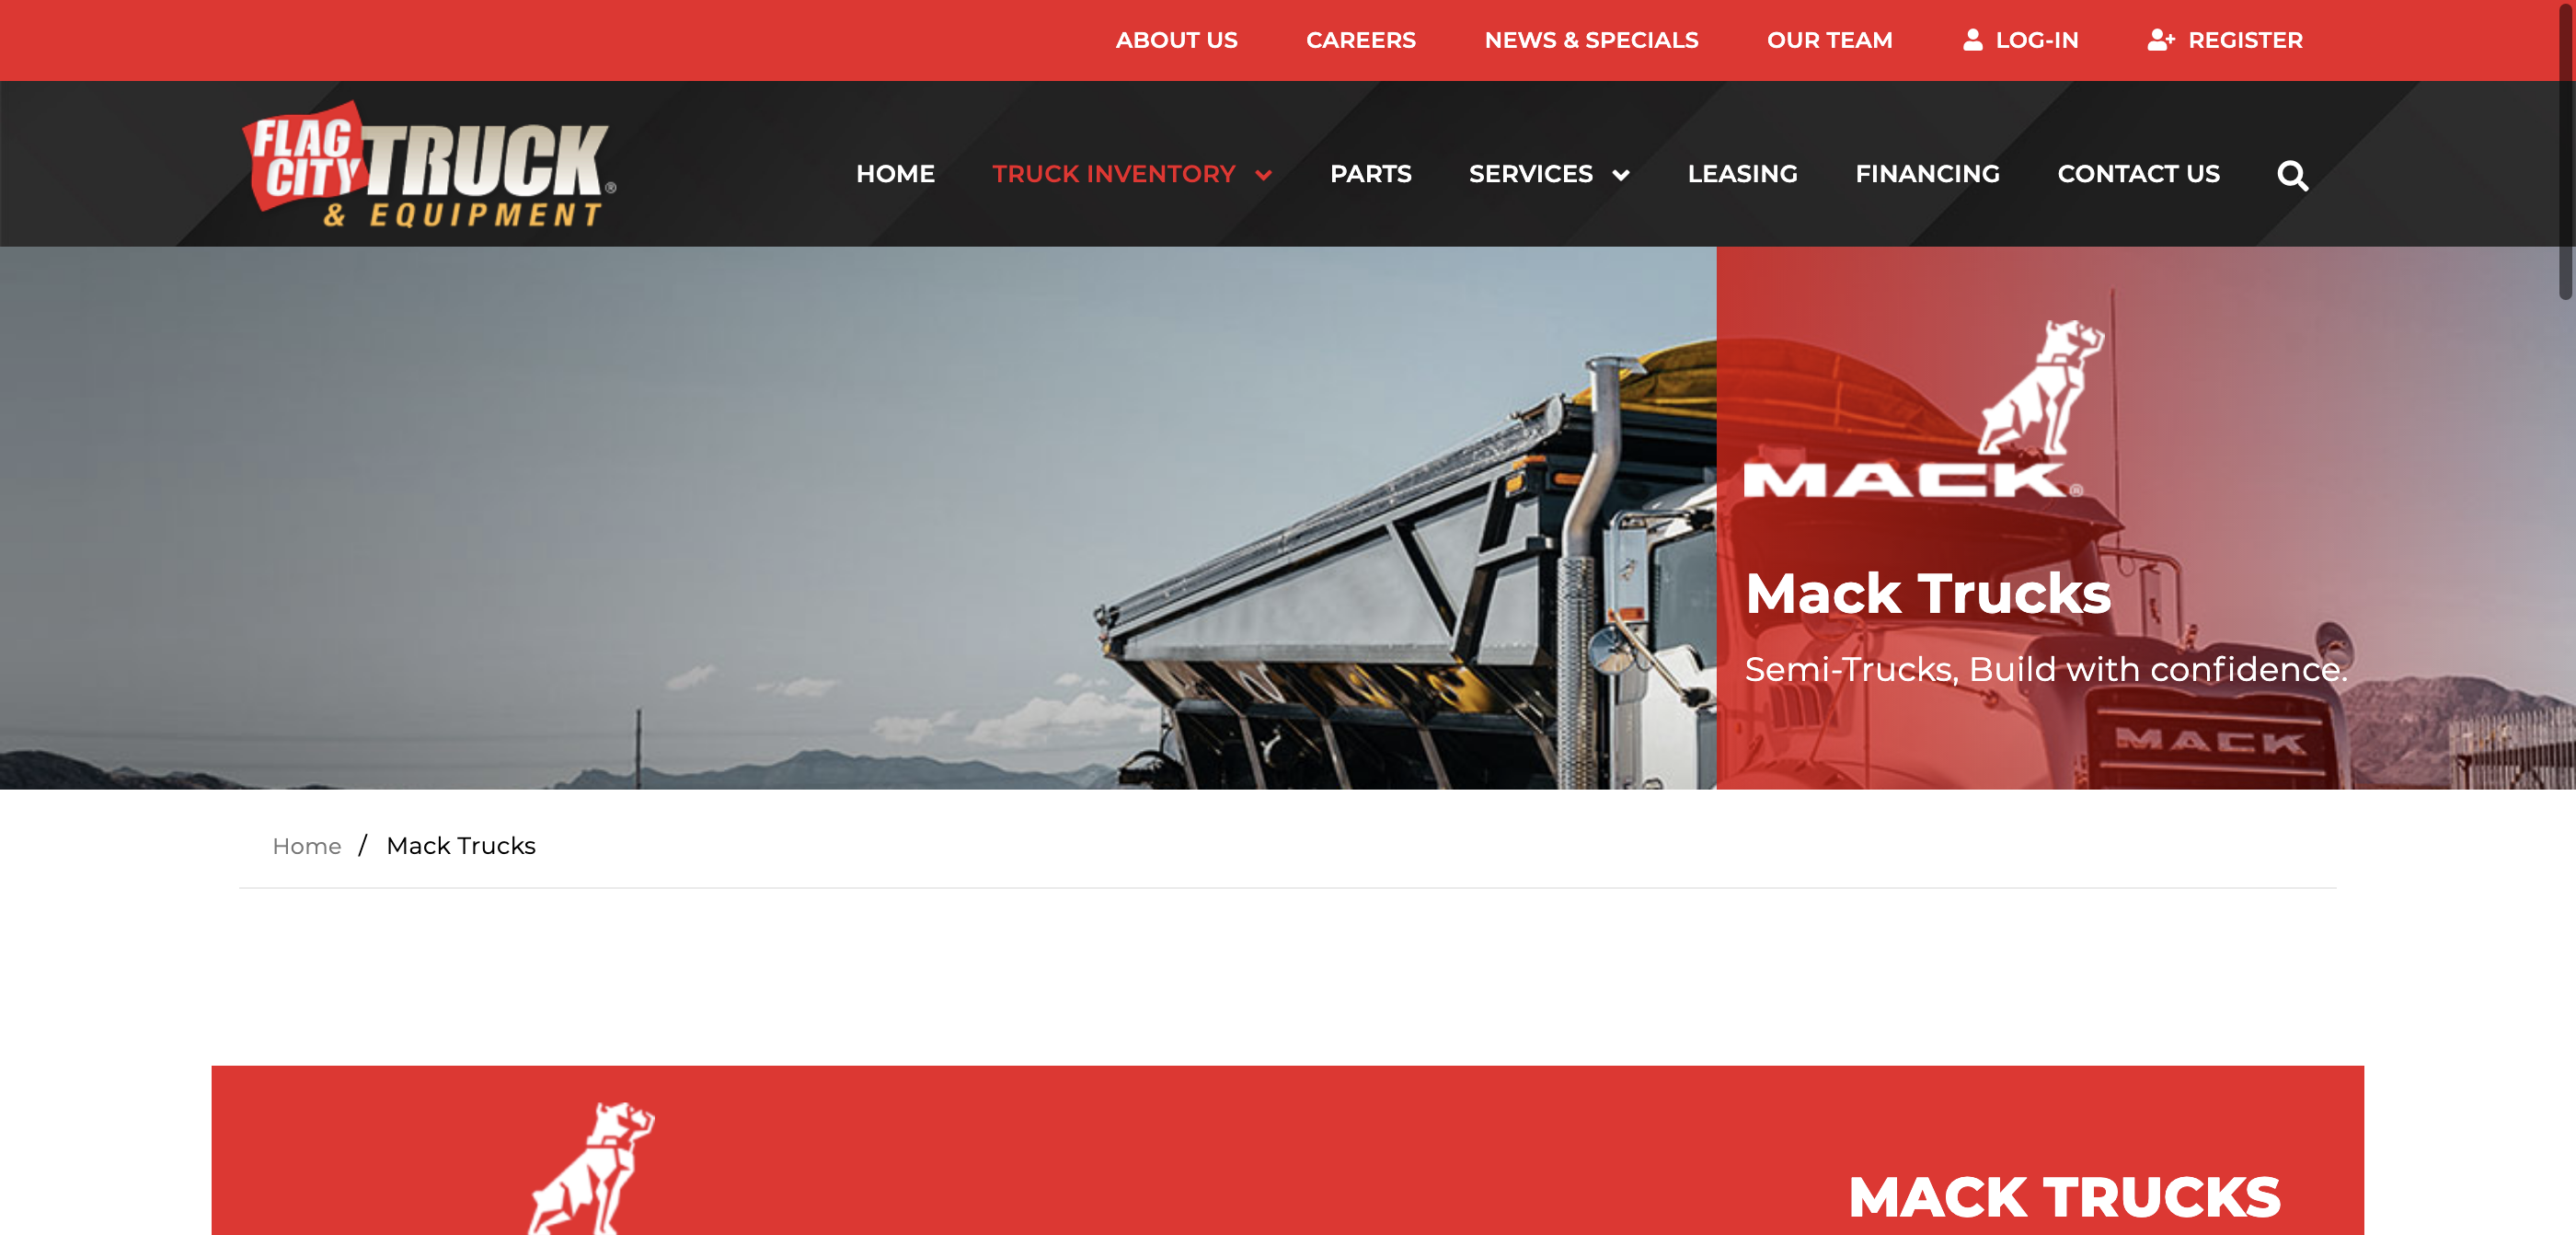 ABOUT US CAREERS NEWS & SPECIALS OUR TEAM LOG-IN REGISTER
FLAG CITY TRUCK ®
& EQUIPMENT
HOME TRUCK INVENTORY PARTS SERVICES LEASING FINANCING CONTACT US
MACK®
Mack Trucks
Semi-Trucks, Build with confidence.
MACK
Home / Mack Trucks
MACK TRUCKS